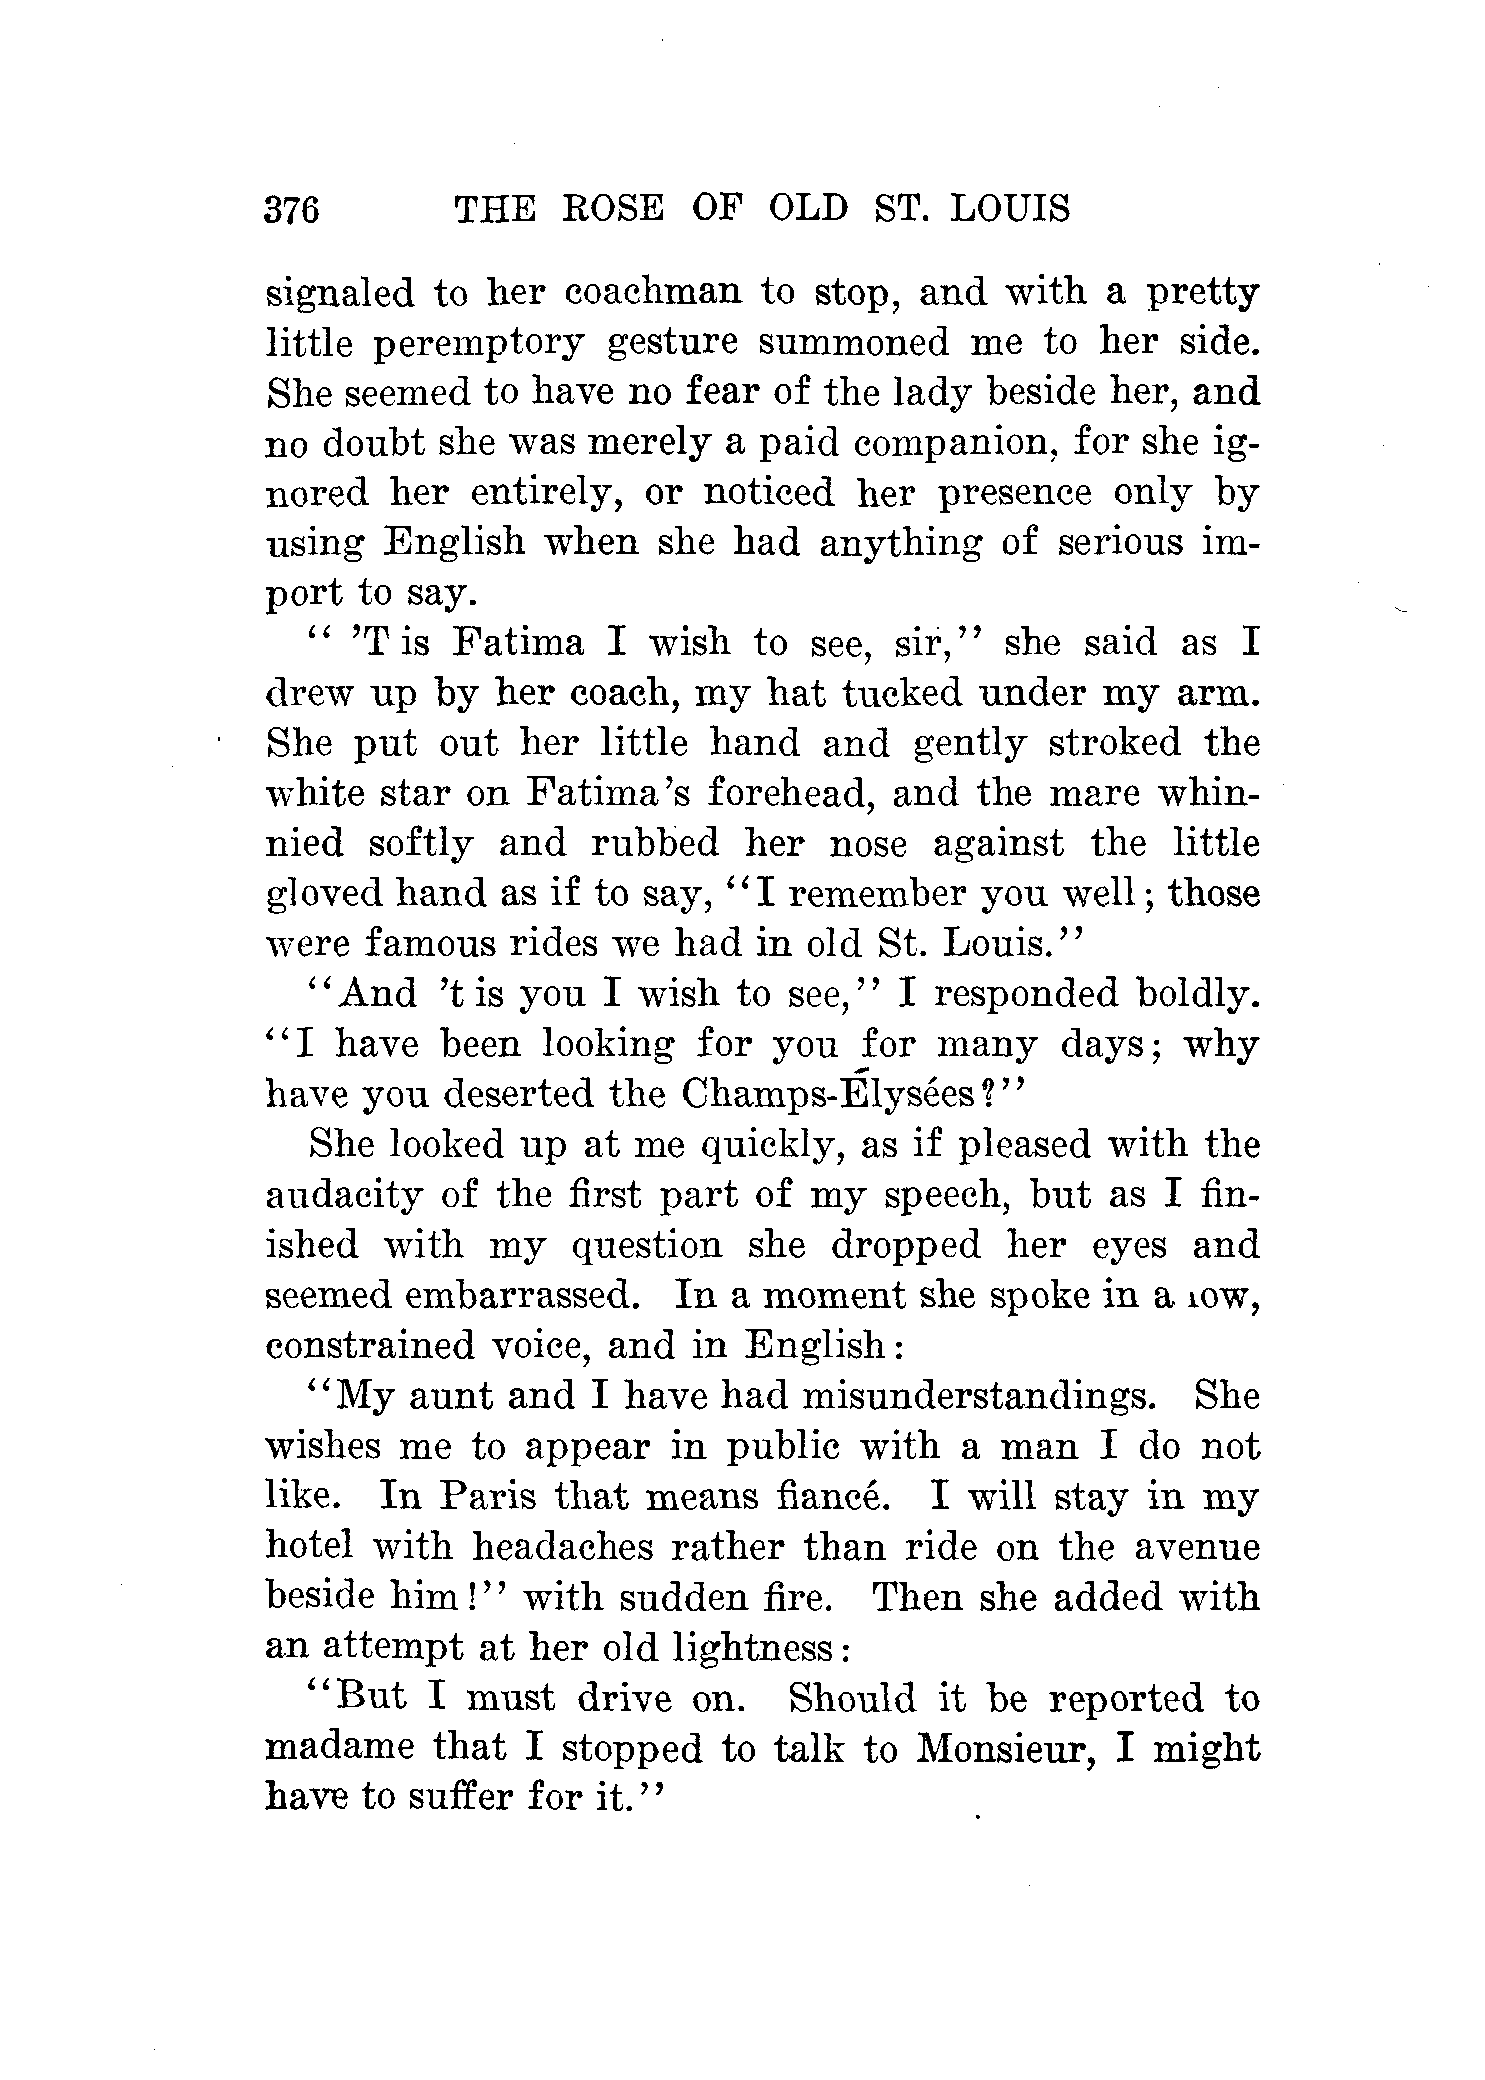 376 THE ROSE OF OLD ST. LOUIS
signaled to her coachman to stop, and with a pretty
little peremptory gesture summoned me to her side.
She seemed to have no fear of the lady beside her, and
no doubt she was merely a paid companion, for she ig-
nored her entirely, or noticed her presence only by
using English when she had anything of serious im-
port to say.
“ ’T is Fatima I wish to see, sir,” she said as I
drew up by her coach, my hat tucked under my arm.
She put out her little hand and gently stroked the
white star on Fatima’s forehead, and the mare whin-
nied softly and rubbed her nose against the little
gloved hand as if to say, “I remember you well; those
were famous rides we had in old St. Louis.”
“And ’t is you I wish to see,” I responded boldly.
“I have been looking for you for many days; why
have you deserted the Champs-Élysées?”
She looked up at me quickly, as if pleased with the
audacity of the first part of my speech, but as I fin-
ished with my question she dropped her eyes and
seemed embarrassed. In a moment she spoke in a low,
constrained voice, and in English:
“My aunt and I have had misunderstandings. She
wishes me to appear in public with a man I do not
like. In Paris that means fiancé. I will stay in my
hotel with headaches rather than ride on the avenue
beside him!” with sudden fire. Then she added with
an attempt at her old lightness:
“But I must drive on. Should it be reported to
madame that I stopped to talk to Monsieur, I might
have to suffer for it.”